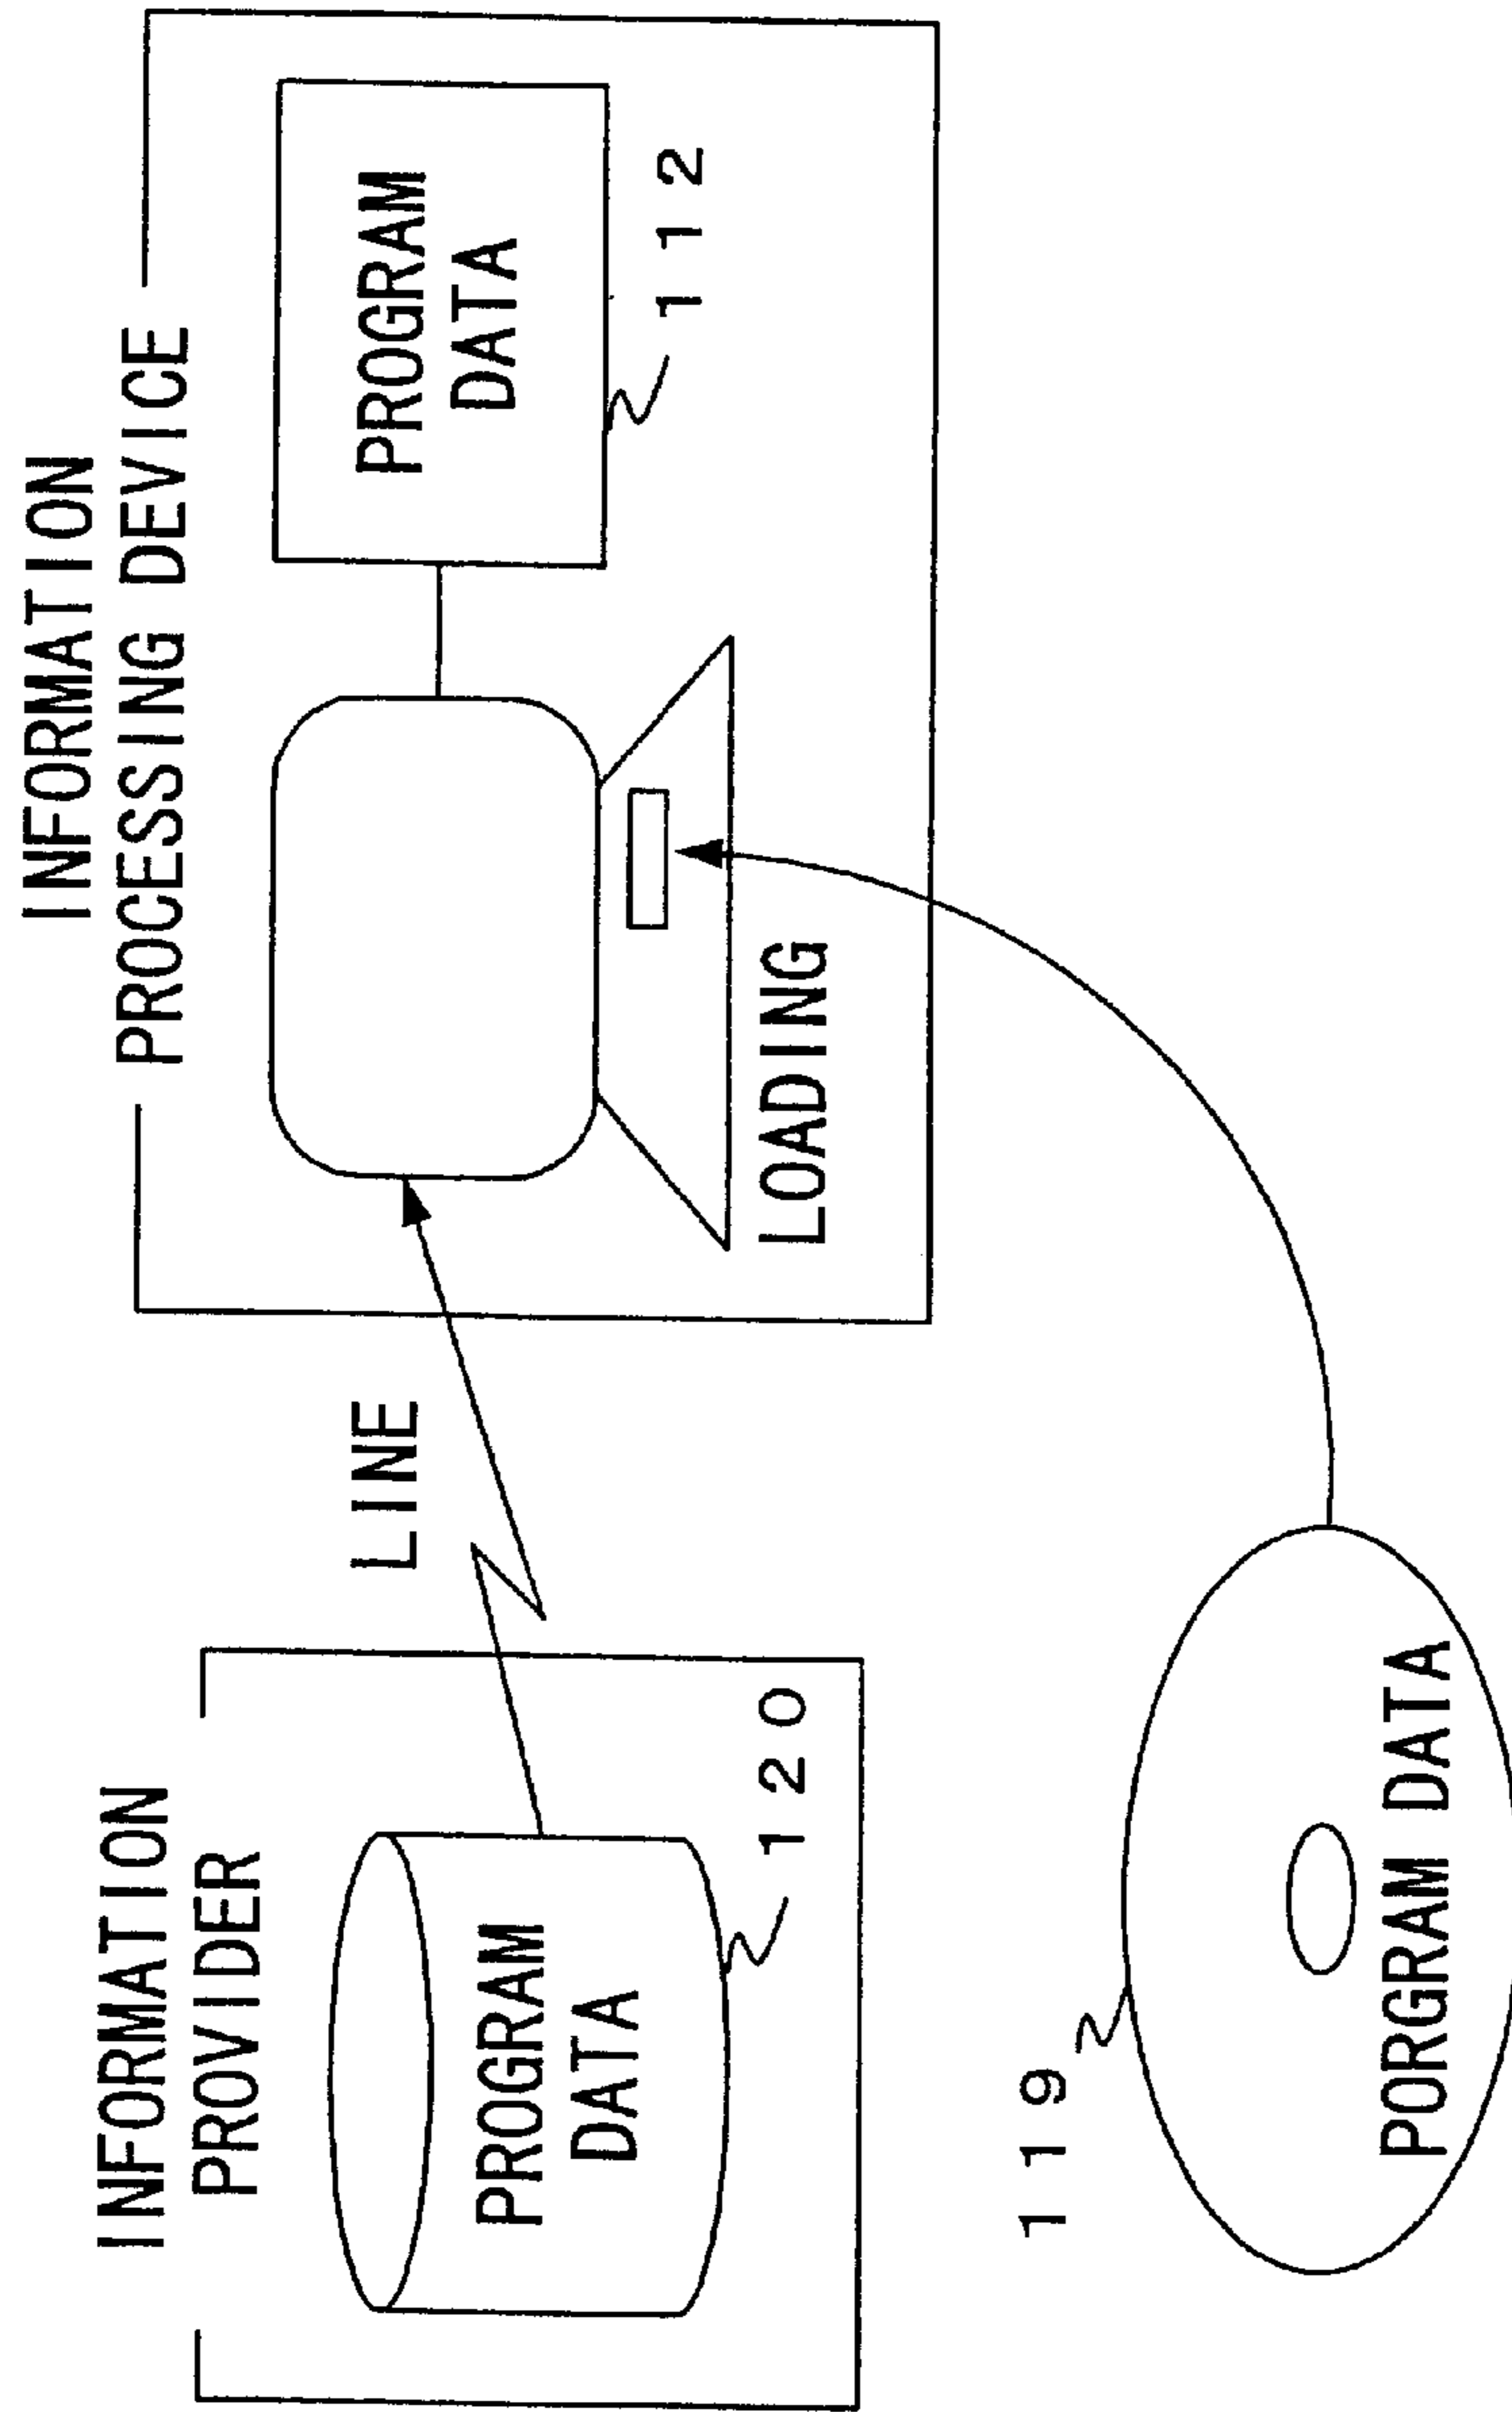 INFORMATION
PROVIDER
PROGRAM
DATA
120
LINE
INFORMATION
PROCESSING DEVICE
PROGRAM
DATA
112
LOADING
119
PORGRAM DATA